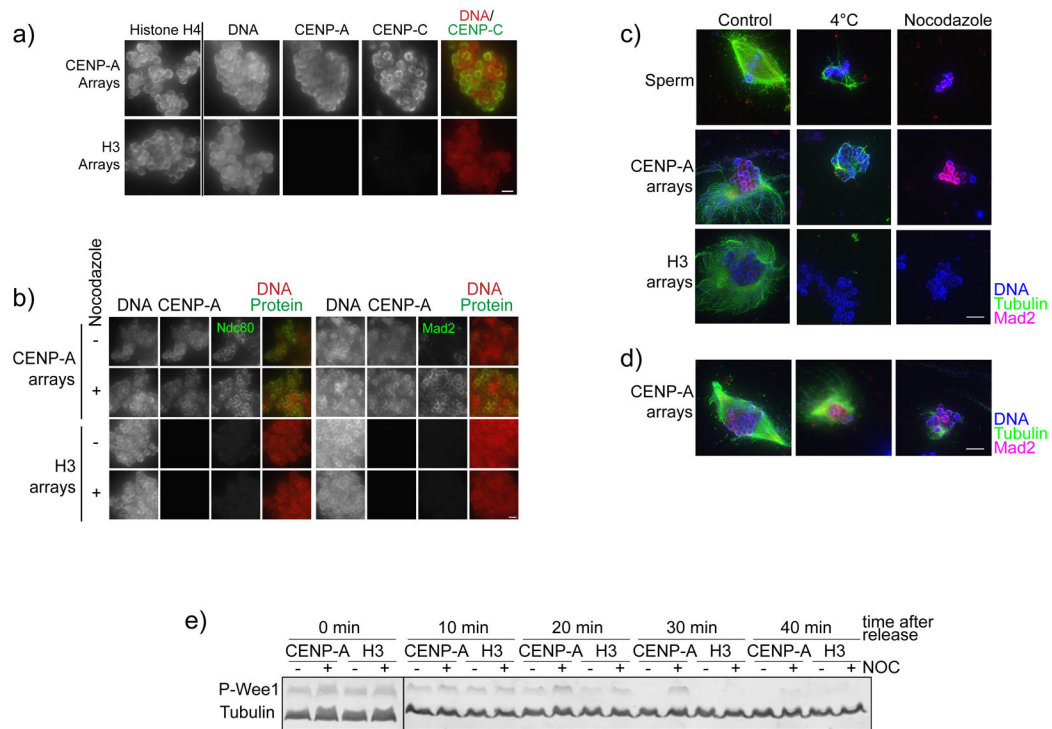 a)
Histone H4 DNA CENP-A CENP-C DNA/
CENP-C
CENP-A
Arrays
H3
Arrays
b)
Nocodazole
DNA CENP-A DNA
Protein
DNA CENP-A DNA
Protein
Ndc80 Mad2
CENP-A
arrays
-
+
H3
arrays
-
+
c)
Control 4°C Nocodazole
Sperm
CENP-A
arrays
H3
arrays
DNA
Tubulin
Mad2
d)
CENP-A
arrays
DNA
Tubulin
Mad2
e)
0 min 10 min 20 min 30 min 40 min time after
release
CENP-A H3 CENP-A H3 CENP-A H3 CENP-A H3 CENP-A H3
- + - + - + - + - + - + - + - + - + - + NOC
P-Wee1
Tubulin